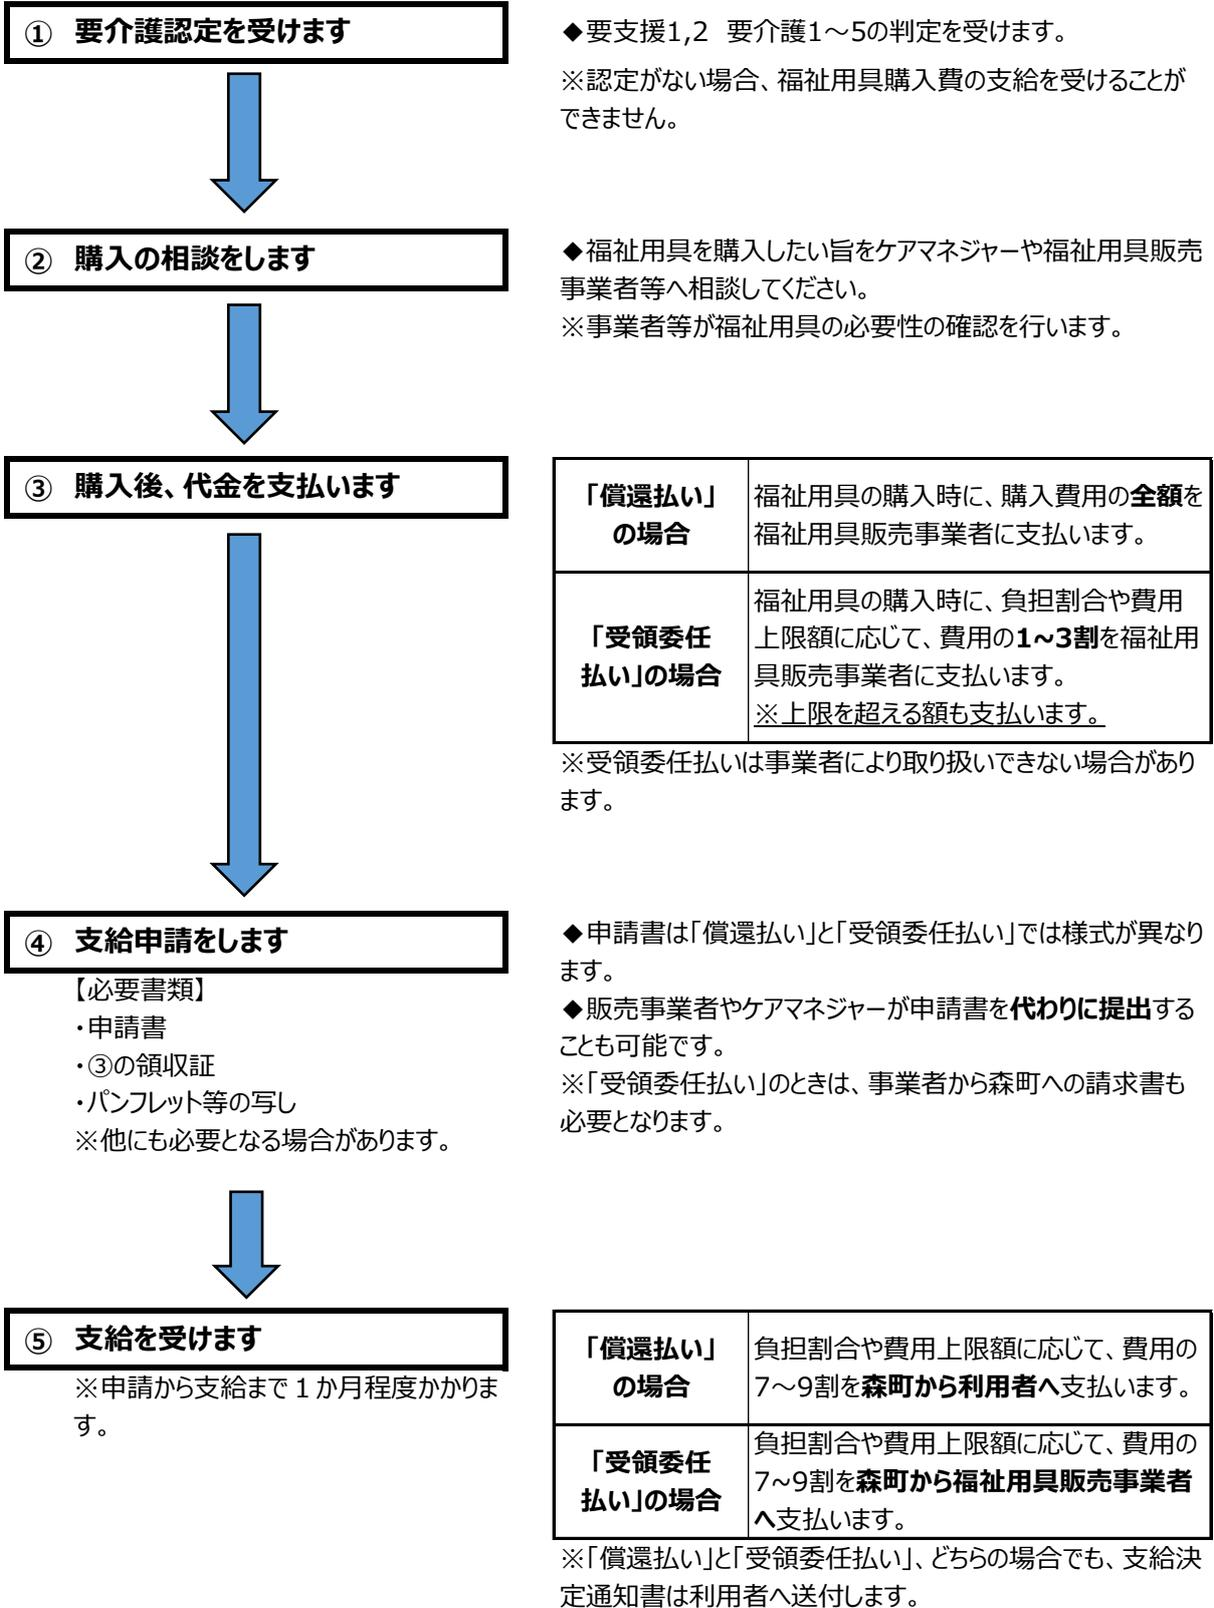 ① 要介護認定を受けます
◆要支援1,2 要介護1～5の判定を受けます。
※認定がない場合、福祉用具購入費の支給を受けることが
できません。
② 購入の相談をします
◆福祉用具を購入したい旨をケアマネジャーや福祉用具販売
事業者等へ相談してください。
※事業者等が福祉用具の必要性の確認を行います。
③ 購入後、代金を支払います
「償還払い」
の場合
福祉用具の購入時に、購入費用の全額を
福祉用具販売事業者に支払います。
「受領委任
払い」の場合
福祉用具の購入時に、負担割合や費用
上限額に応じて、費用の1~3割を福祉用
具販売事業者に支払います。
※上限を超える額も支払います。
※受領委任払いは事業者により取り扱いできない場合があり
ます。
④ 支給申請をします
【必要書類】
・申請書
・③の領収証
・パンフレット等の写し
※他にも必要となる場合があります。
◆申請書は「償還払い」と「受領委任払い」では様式が異なり
ます。
◆販売事業者やケアマネジャーが申請書を代わりに提出する
ことも可能です。
※「受領委任払い」のときは、事業者から森町への請求書も
必要となります。
⑤ 支給を受けます
※申請から支給まで１か月程度かかりま
す。
「償還払い」
の場合
負担割合や費用上限額に応じて、費用の
7～9割を森町から利用者へ支払います。
「受領委任
払い」の場合
負担割合や費用上限額に応じて、費用の
7~9割を森町から福祉用具販売事業者
へ支払います。
※「償還払い」と「受領委任払い」、どちらの場合でも、支給決
定通知書は利用者へ送付します。